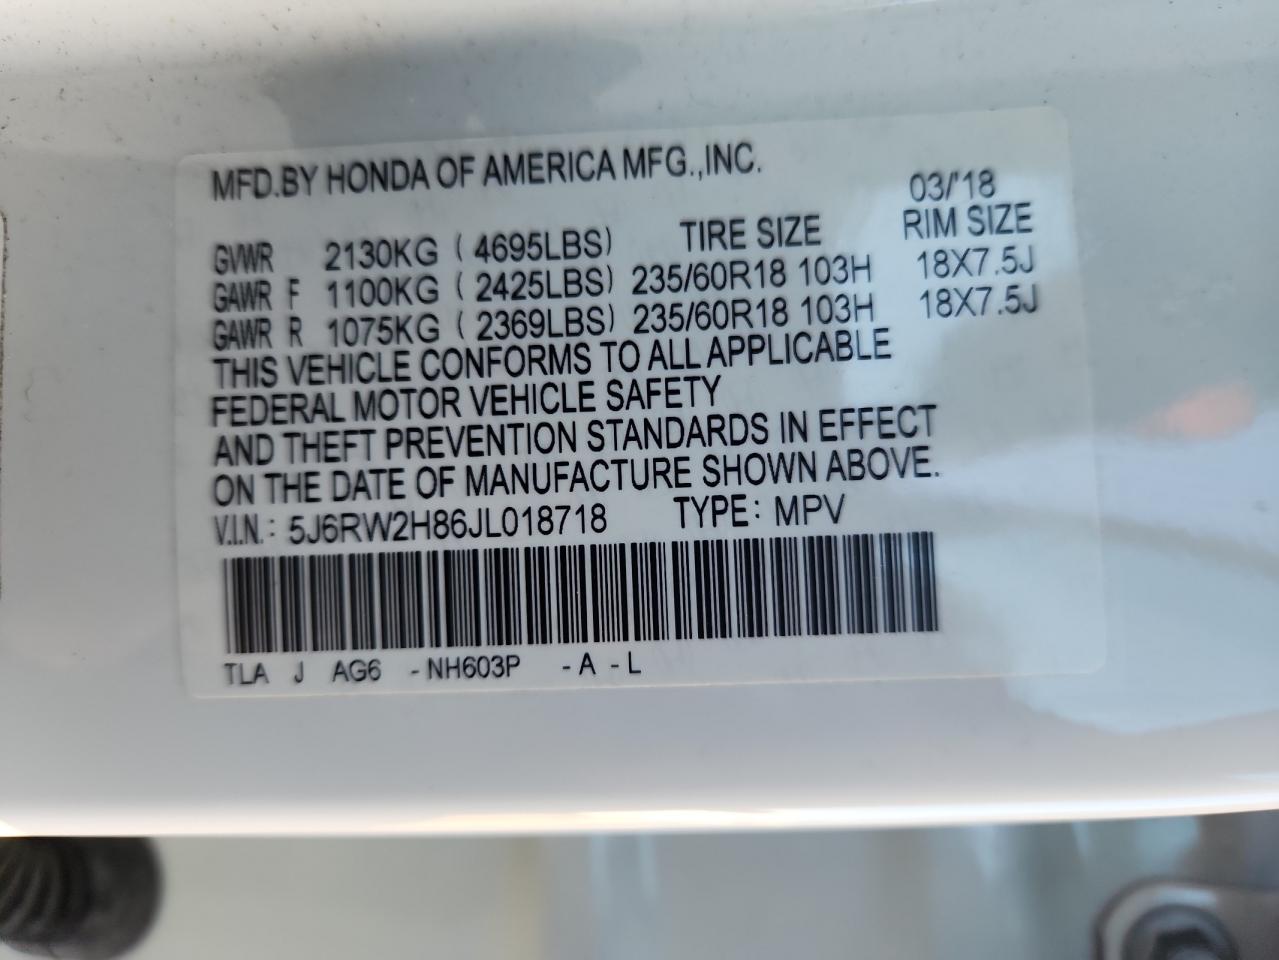 MFD.BY HONDA OF AMERICA MFG.,INC. 03/'18
GVWR 2130KG ( 4695LBS) TIRE SIZE RIM SIZE
GAWR F 1100KG ( 2425LBS) 235/60R18 103H 18X7.5J
GAWR R 1075KG ( 2369LBS) 235/60R18 103H 18X7.5J
THIS VEHICLE CONFORMS TO ALL APPLICABLE
FEDERAL MOTOR VEHICLE SAFETY
AND THEFT PREVENTION STANDARDS IN EFFECT
ON THE DATE OF MANUFACTURE SHOWN ABOVE.
V.I.N.: 5J6RW2H86JL018718 TYPE: MPV
TLA J AG6 -NH603P -A -L